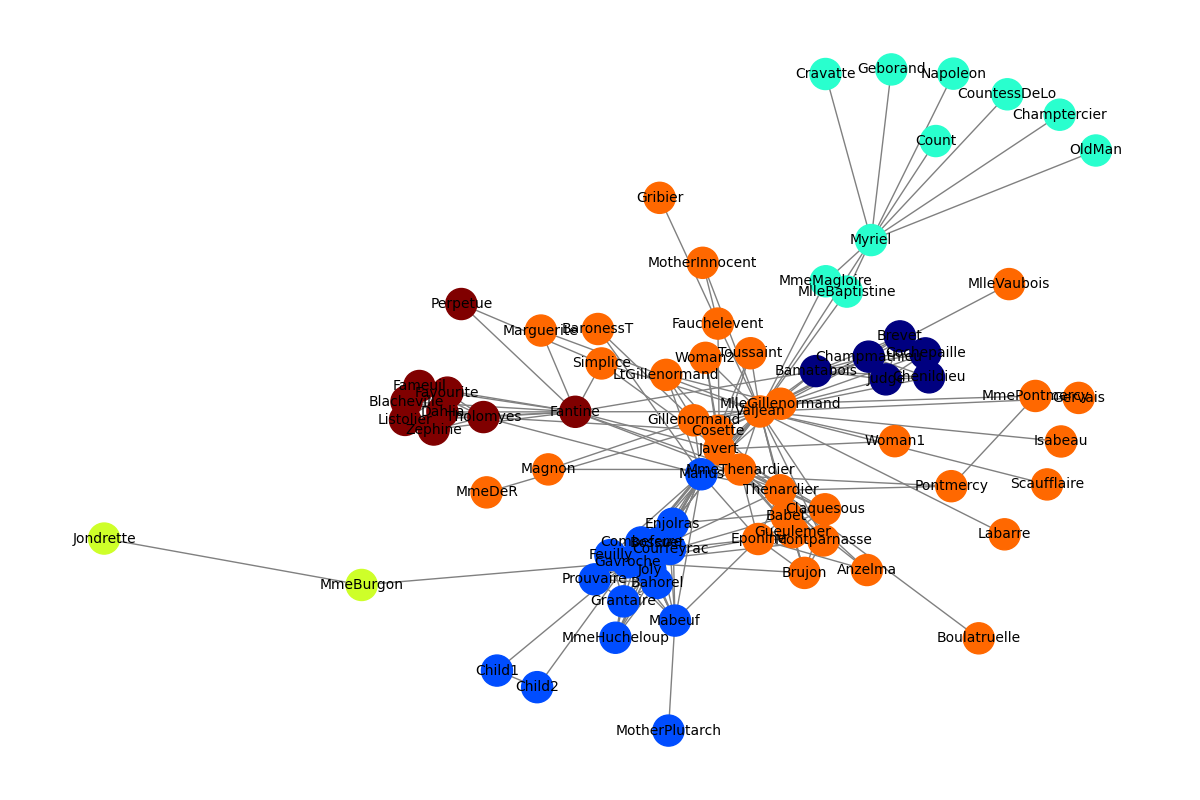 Cravatte
Geborand
Napoleon
CountessDeLo
Champtercier
Count
OldMan
Gribier
Myriel
MotherInnocent
MmeMagloire
MlleBaptistine
MlleVaubois
Perpetue
Marguerite
BaronessT
Fauchelevent
Brevet
Simplice
Woman2
Toussaint
Champmathieu
Cochepaille
LtGillenormand
Bamatabois
Judge
Chenildieu
Fameuil
Favourite
Blacheville
Dahlia
Listolier
Tholomyes
Zephine
Fantine
MlleGillenormand
Valjean
Gillenormand
MmePontmercy
Gervais
Cosette
Javert
Woman1
Isabeau
Magnon
Marius
MmeThenardier
MmeDeR
Thenardier
Pontmercy
Scaufflaire
Claquesous
Babet
Gueulemer
Enjolras
Jondrette
Combeferre
Bossuet
Courfeyrac
Eponine
Montparnasse
Labarre
Feuilly
Gavroche
Joly
MmeBurgon
Prouvaire
Bahorel
Brujon
Anzelma
Grantaire
Mabeuf
MmeHucheloup
Boulatruelle
Child1
Child2
MotherPlutarch